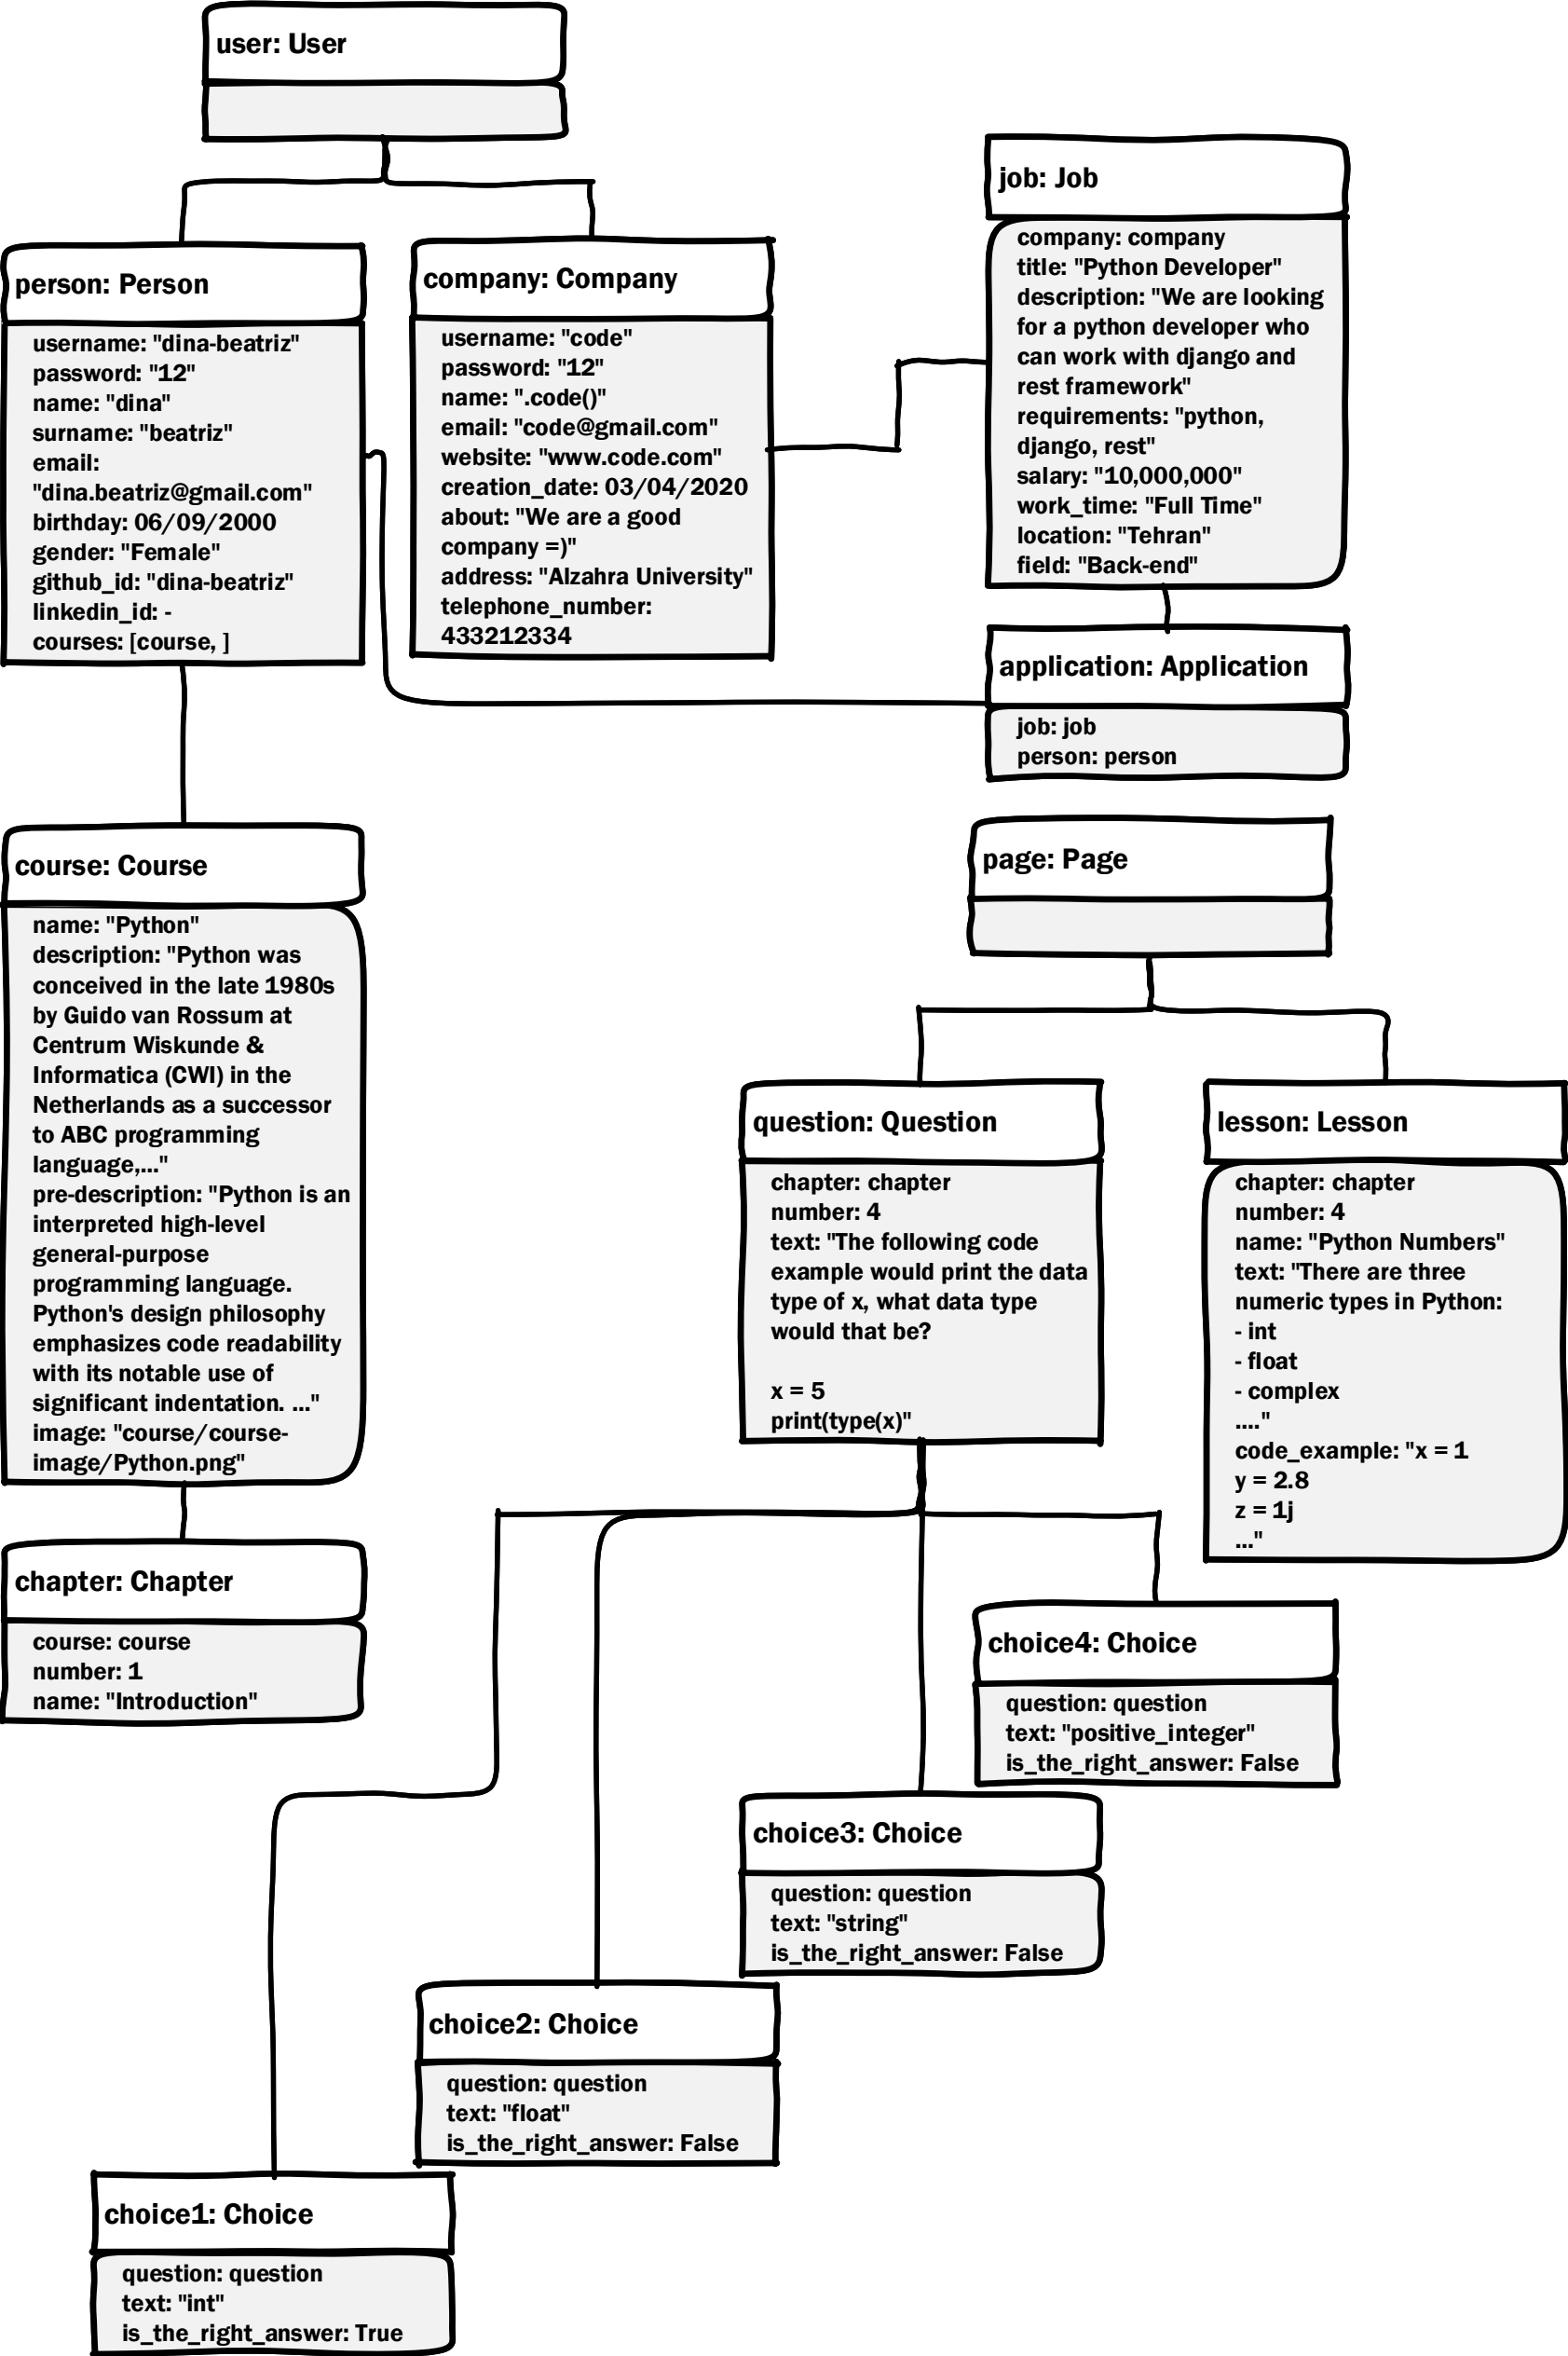 user: User
person: Person
username: "dina-beatriz"
password: "12"
name: "dina"
surname: "beatriz"
email:
"dina.beatriz@gmail.com"
birthday: 06/09/2000
gender: "Female"
github_id: "dina-beatriz"
linkedin_id: -
courses: [course, ]
company: Company
username: "code"
password: "12"
name: ".code()"
email: "code@gmail.com"
website: "www.code.com"
creation_date: 03/04/2020
about: "We are a good
company =)"
address: "Alzahra University"
telephone_number:
433212334
job: Job
company: company
title: "Python Developer"
description: "We are looking
for a python developer who
can work with django and
rest framework"
requirements: "python,
django, rest"
salary: "10,000,000"
work_time: "Full Time"
location: "Tehran"
field: "Back-end"
application: Application
job: job
person: person
course: Course
name: "Python"
description: "Python was
conceived in the late 1980s
by Guido van Rossum at
Centrum Wiskunde &
Informatica (CWI) in the
Netherlands as a successor
to ABC programming
language,..."
pre-description: "Python is an
interpreted high-level
general-purpose
programming language.
Python's design philosophy
emphasizes code readability
with its notable use of
significant indentation. ..."
image: "course/course-
image/Python.png"
chapter: Chapter
course: course
number: 1
name: "Introduction"
page: Page
question: Question
chapter: chapter
number: 4
text: "The following code
example would print the data
type of x, what data type
would that be?
x = 5
print(type(x)"
lesson: Lesson
chapter: chapter
number: 4
name: "Python Numbers"
text: "There are three
numeric types in Python:
- int
- float
- complex
...."
code_example: "x = 1
y = 2.8
z = 1j
..."
choice4: Choice
question: question
text: "positive_integer"
is_the_right_answer: False
choice3: Choice
question: question
text: "string"
is_the_right_answer: False
choice2: Choice
question: question
text: "float"
is_the_right_answer: False
choice1: Choice
question: question
text: "int"
is_the_right_answer: True